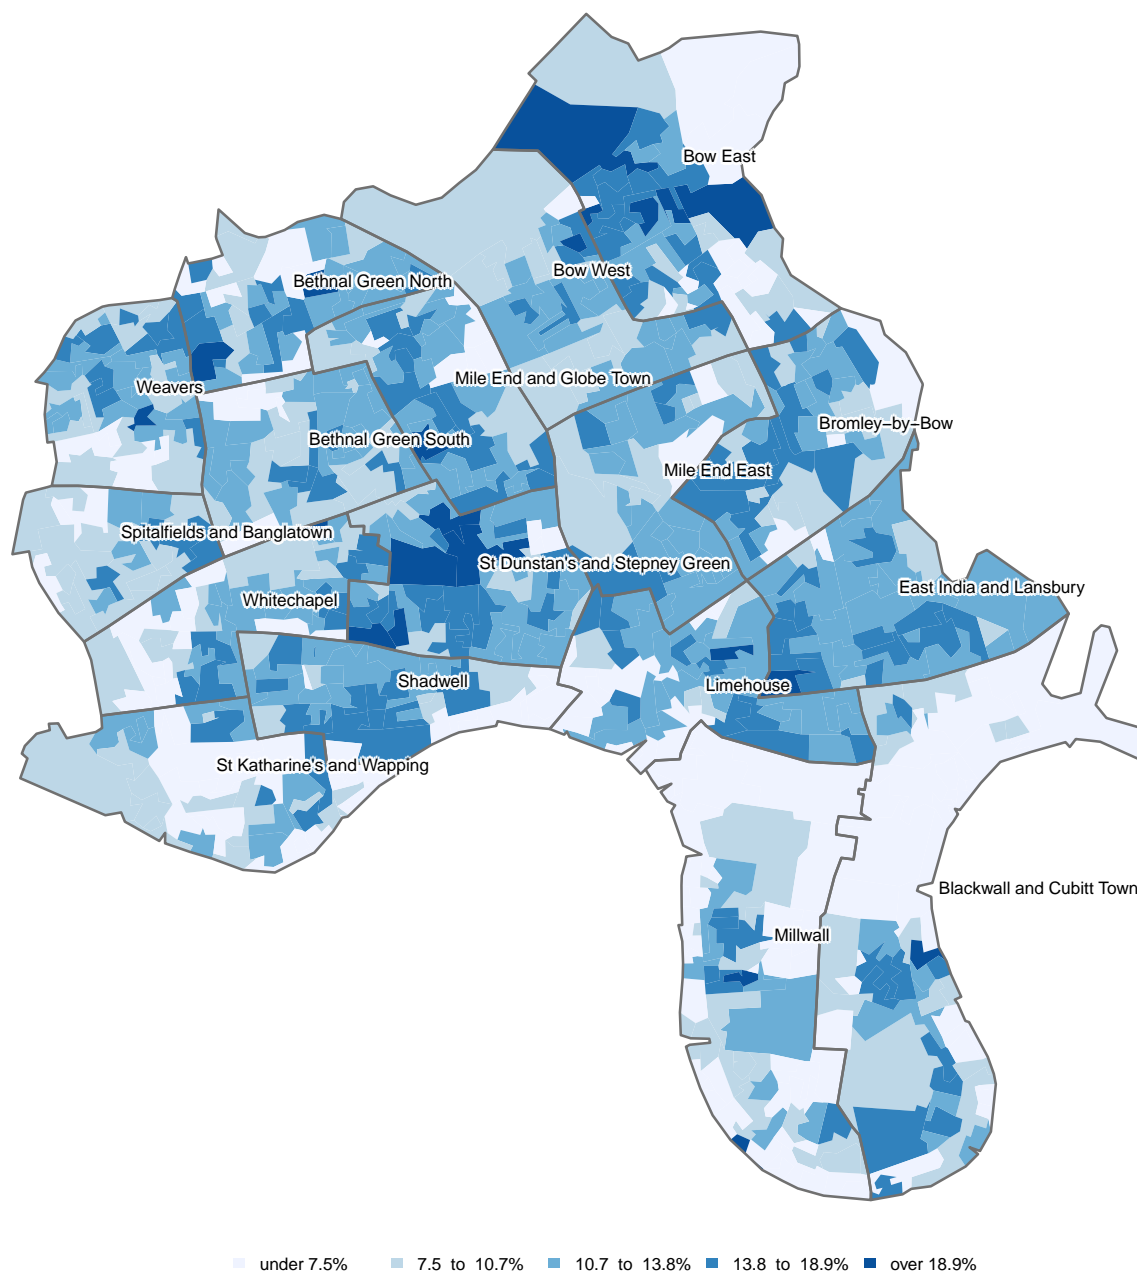 Bow East
Bow West
Bethnal Green North
Mile End and Globe Town
Weavers
Bromley−by−Bow
Bethnal Green South
Mile End East
Spitalfields and Banglatown
St Dunstan's and Stepney Green
East India and Lansbury
Whitechapel
Shadwell
Limehouse
St Katharine's and Wapping
Blackwall and Cubitt Town
Millwall
under 7.5% 7.5 to 10.7% 10.7 to 13.8% 13.8 to 18.9% over 18.9%